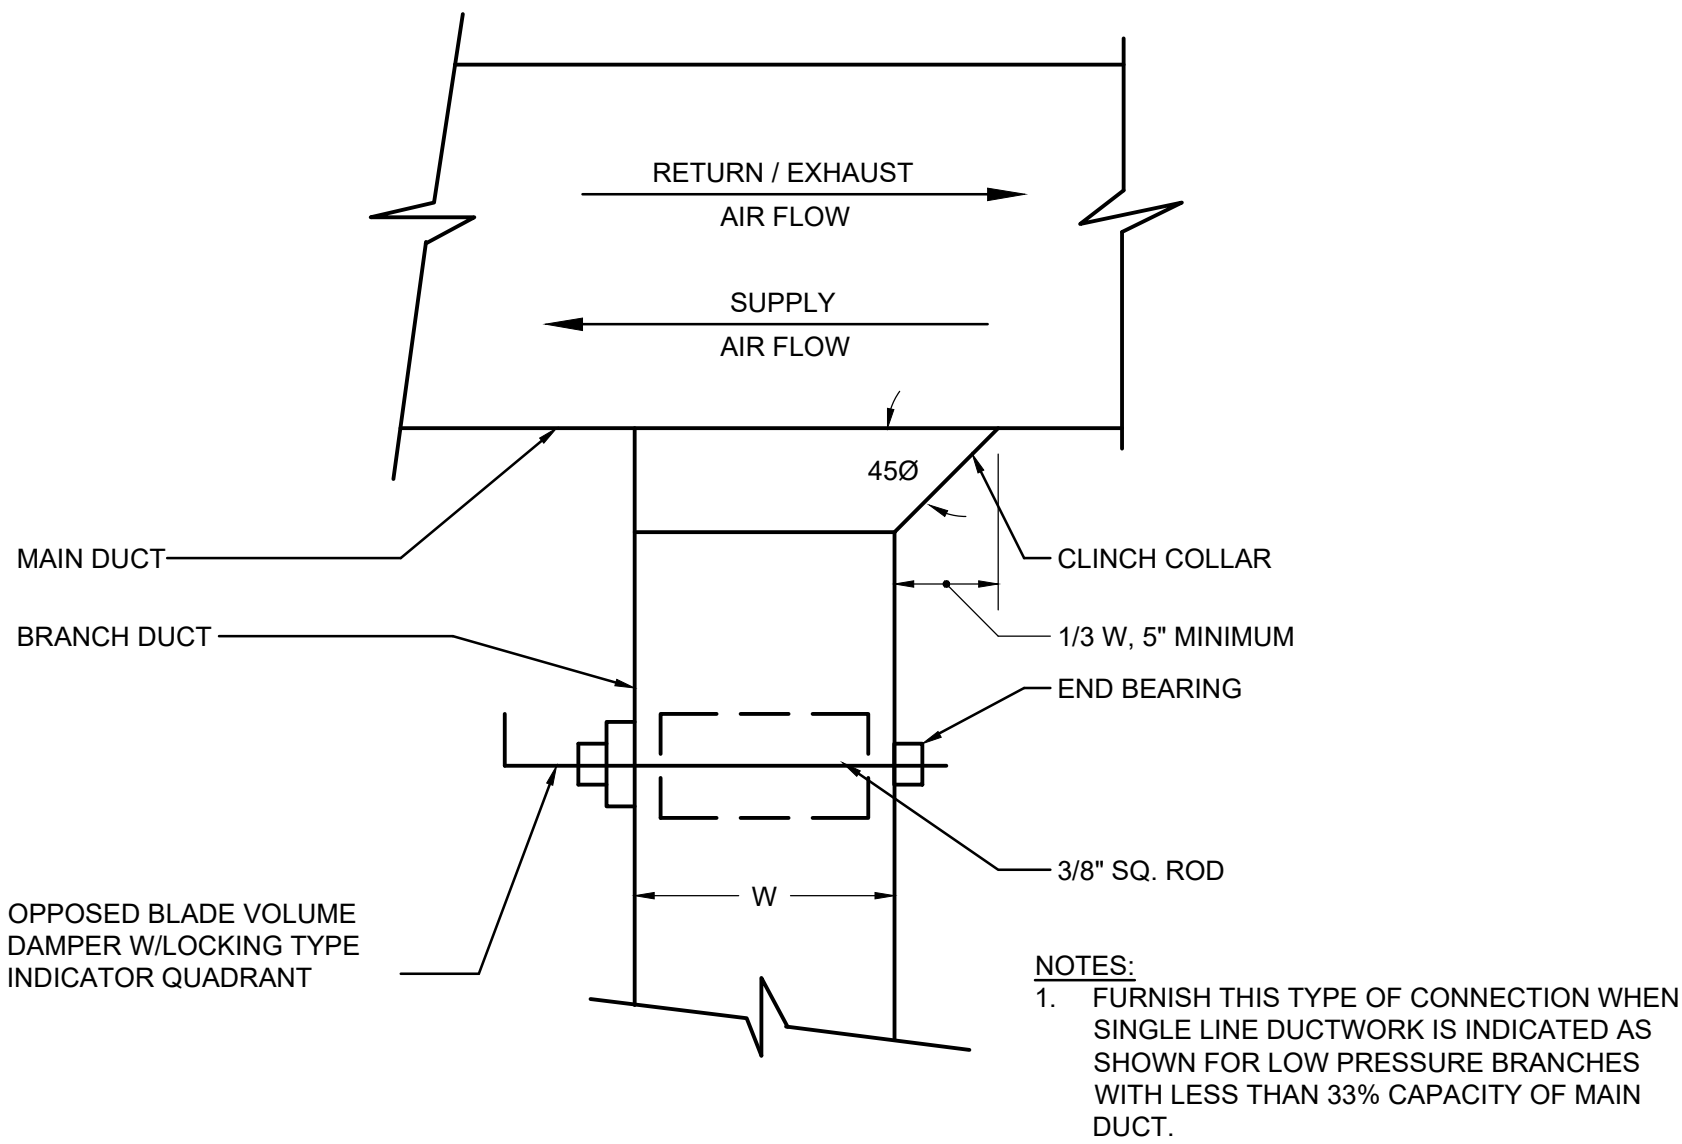 RETURN / EXHAUST
AIR FLOW
SUPPLY
AIR FLOW
45Ø
MAIN DUCT
CLINCH COLLAR
BRANCH DUCT
1/3 W, 5" MINIMUM
END BEARING
3/8" SQ. ROD
W
OPPOSED BLADE VOLUME
DAMPER W/LOCKING TYPE
INDICATOR QUADRANT
NOTES:
1. FURNISH THIS TYPE OF CONNECTION WHEN
SINGLE LINE DUCTWORK IS INDICATED AS
SHOWN FOR LOW PRESSURE BRANCHES
WITH LESS THAN 33% CAPACITY OF MAIN
DUCT.